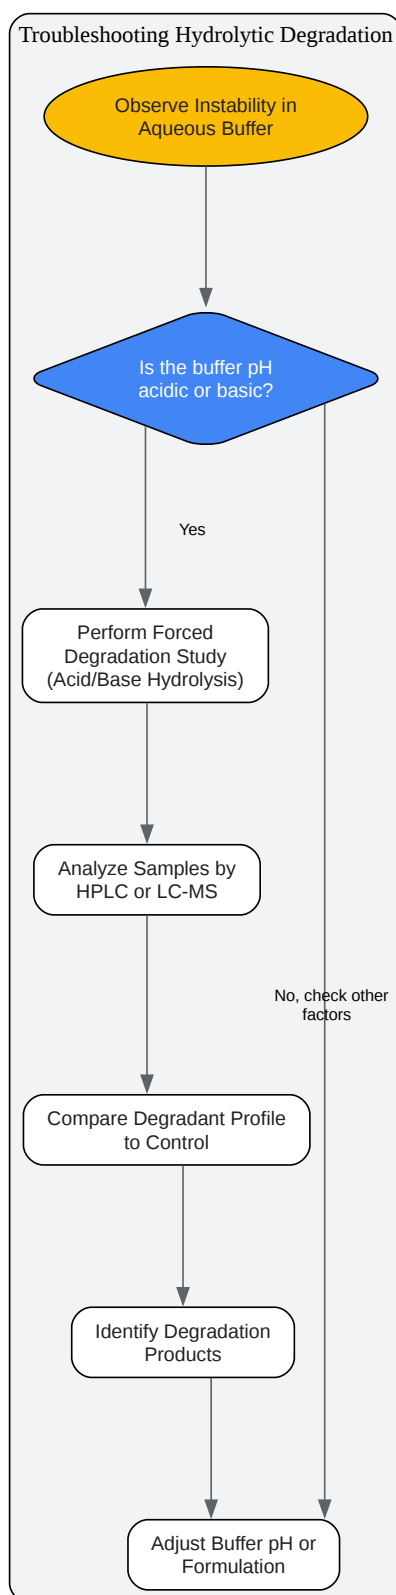 Troubleshooting Hydrolytic Degradation
Observe Instability in
Aqueous Buffer
Is the buffer pH
acidic or basic?
Yes
Perform Forced
Degradation Study
(Acid/Base Hydrolysis)
Analyze Samples by
HPLC or LC-MS
No, check other
factors
Compare Degradant Profile
to Control
Identify Degradation
Products
Adjust Buffer pH or
Formulation